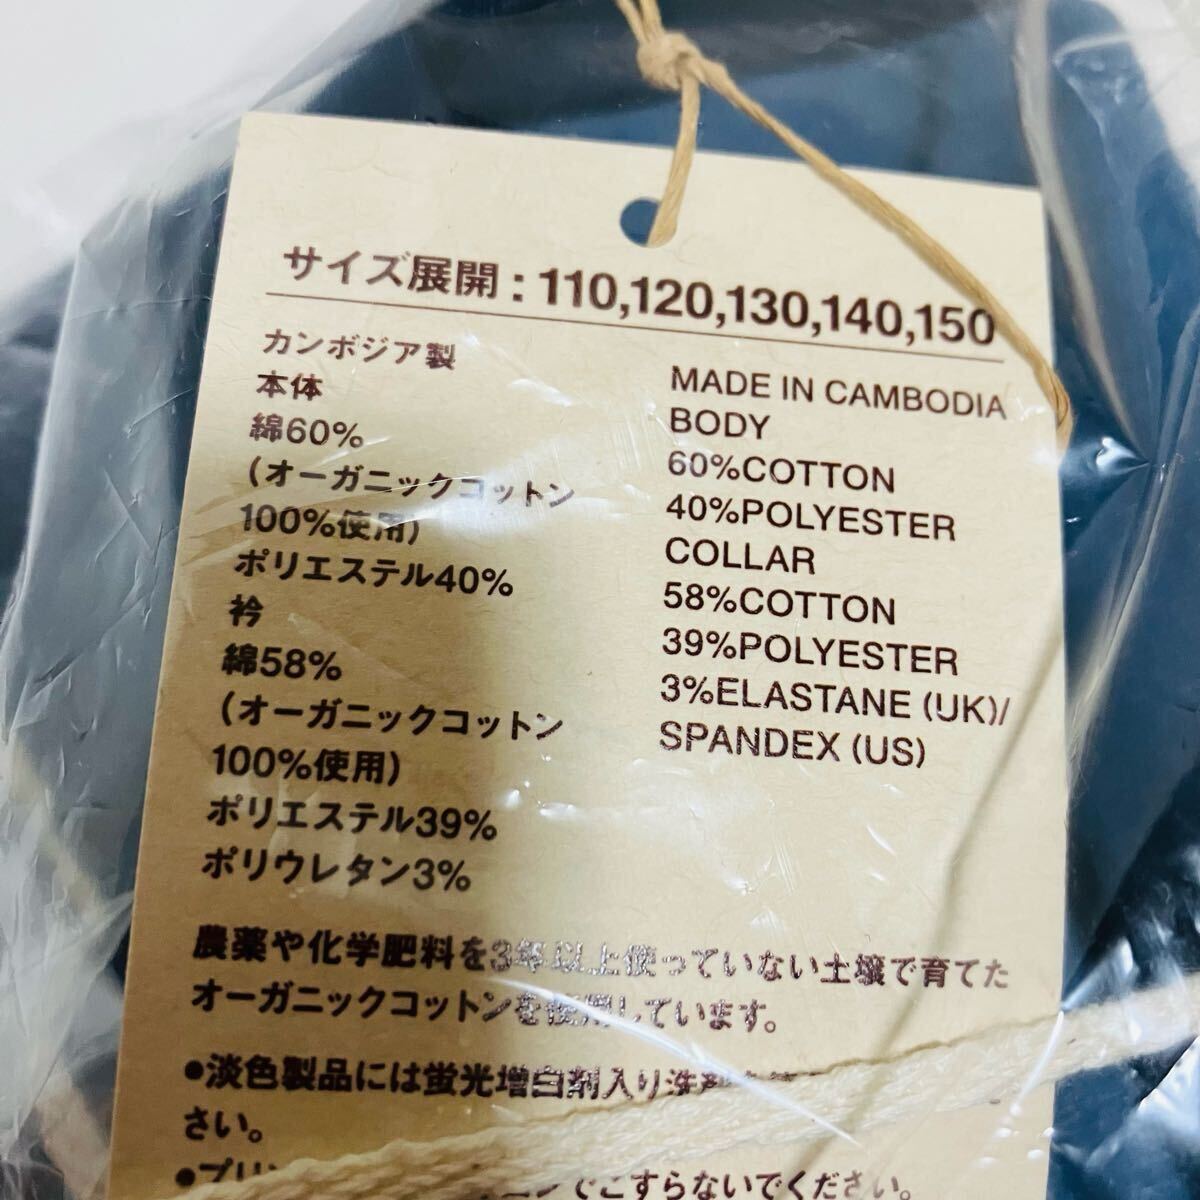 サイズ展開：110,120,130,140,150
カンボジア製
本体
綿60%
(オーガニックコットン
100%使用)
ポリエステル40%
衿
綿58%
(オーガニックコットン
100%使用)
ポリエステル39%
ポリウレタン3%
MADE IN CAMBODIA
BODY
60%COTTON
40%POLYESTER
COLLAR
58%COTTON
39%POLYESTER
3%ELASTANE (UK)/
SPANDEX (US)
農薬や化学肥料を3年以上使っていない土壌で育てた
オーガニックコットンを使用しています。
●淡色製品には蛍光増白剤入り洗剤
さい。
●プリン
でこすらないでください。